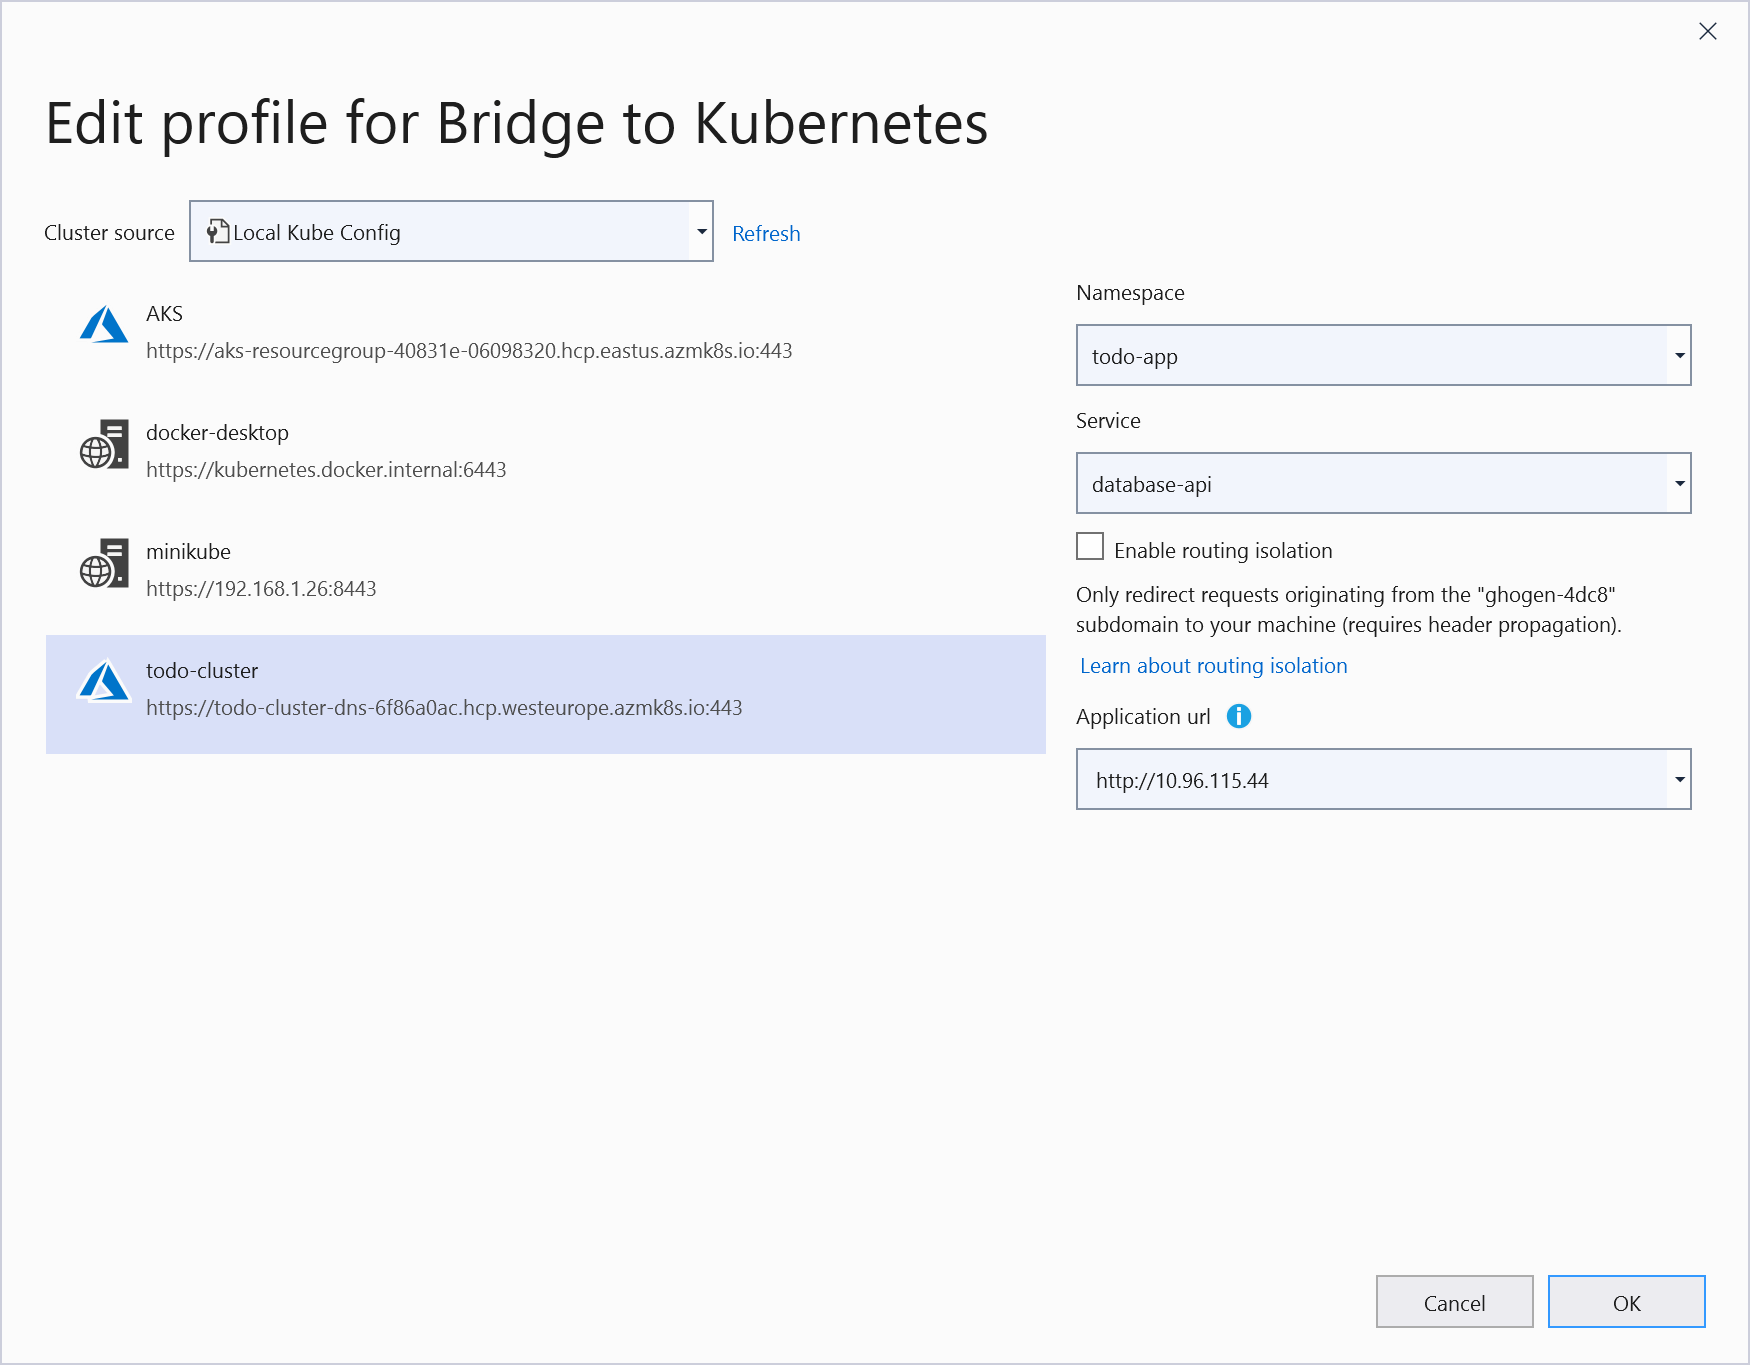 Edit profile for Bridge to Kubernetes
Cluster source
Local Kube Config
Refresh
AKS
https://aks-resourcegroup-40831e-06098320.hcp.eastus.azmk8s.io:443
docker-desktop
https://kubernetes.docker.internal:6443
minikube
https://192.168.1.26:8443
todo-cluster
https://todo-cluster-dns-6f86a0ac.hcp.westeurope.azmk8s.io:443
Namespace
todo-app
Service
database-api
Enable routing isolation
Only redirect requests originating from the "ghogen-4dc8"
subdomain to your machine (requires header propagation).
Learn about routing isolation
Application url
http://10.96.115.44
Cancel
OK